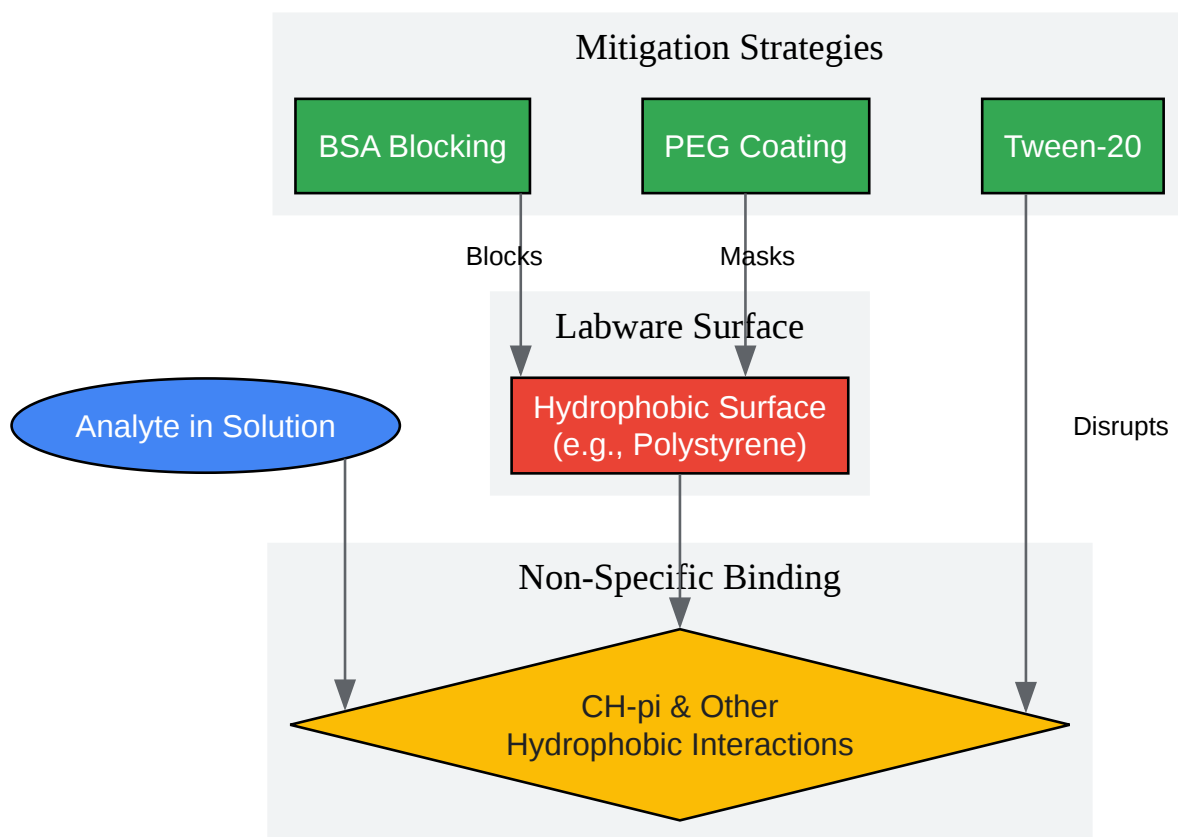 Mitigation Strategies
BSA Blocking
PEG Coating
Tween-20
Blocks
Masks
Labware Surface
Hydrophobic Surface
(e.g., Polystyrene)
Analyte in Solution
Disrupts
Non-Specific Binding
CH-pi & Other
Hydrophobic Interactions